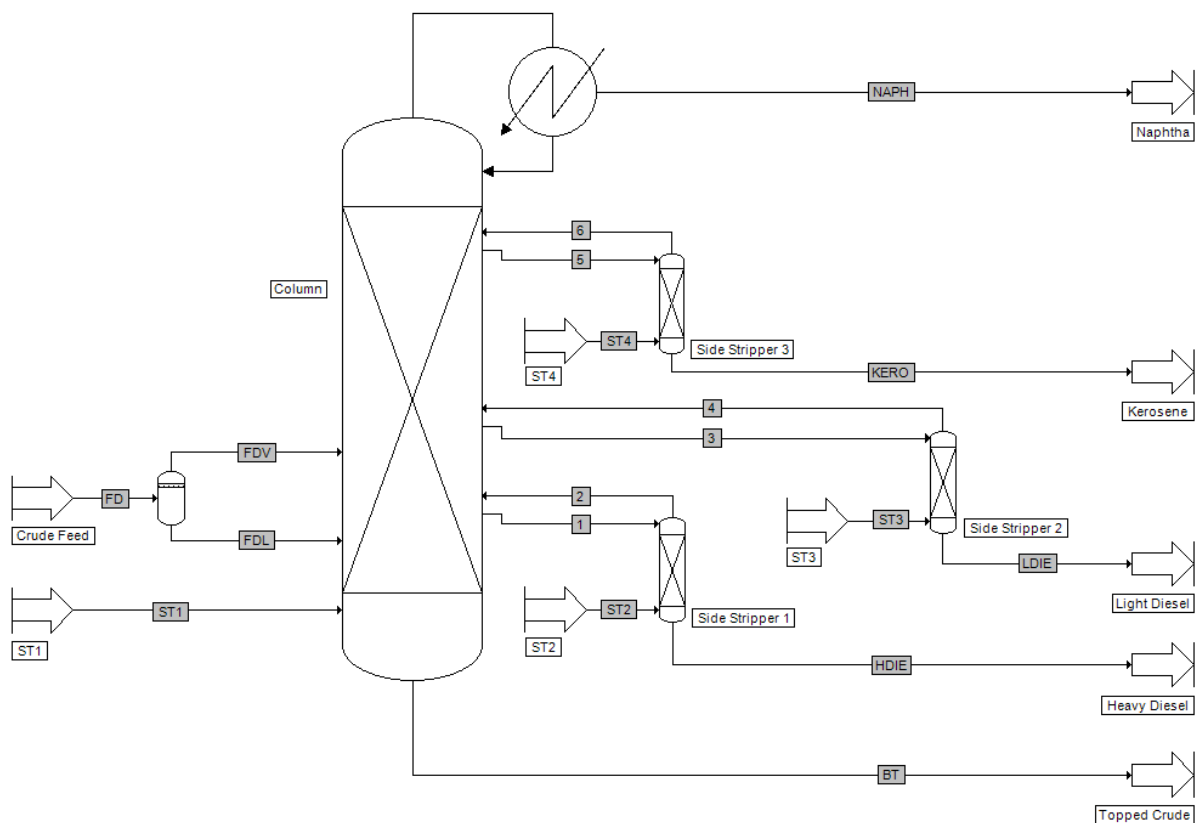 NAPH
Naphtha
6
5
Column
ST4
Side Stripper 3
ST4
KERO
Kerosene
4
3
FDV
2
FD
1
ST3
Side Stripper 2
Crude Feed
FDL
ST3
LDIE
Light Diesel
ST1
ST2
Side Stripper 1
ST1
ST2
HDIE
Heavy Diesel
BT
Topped Crude